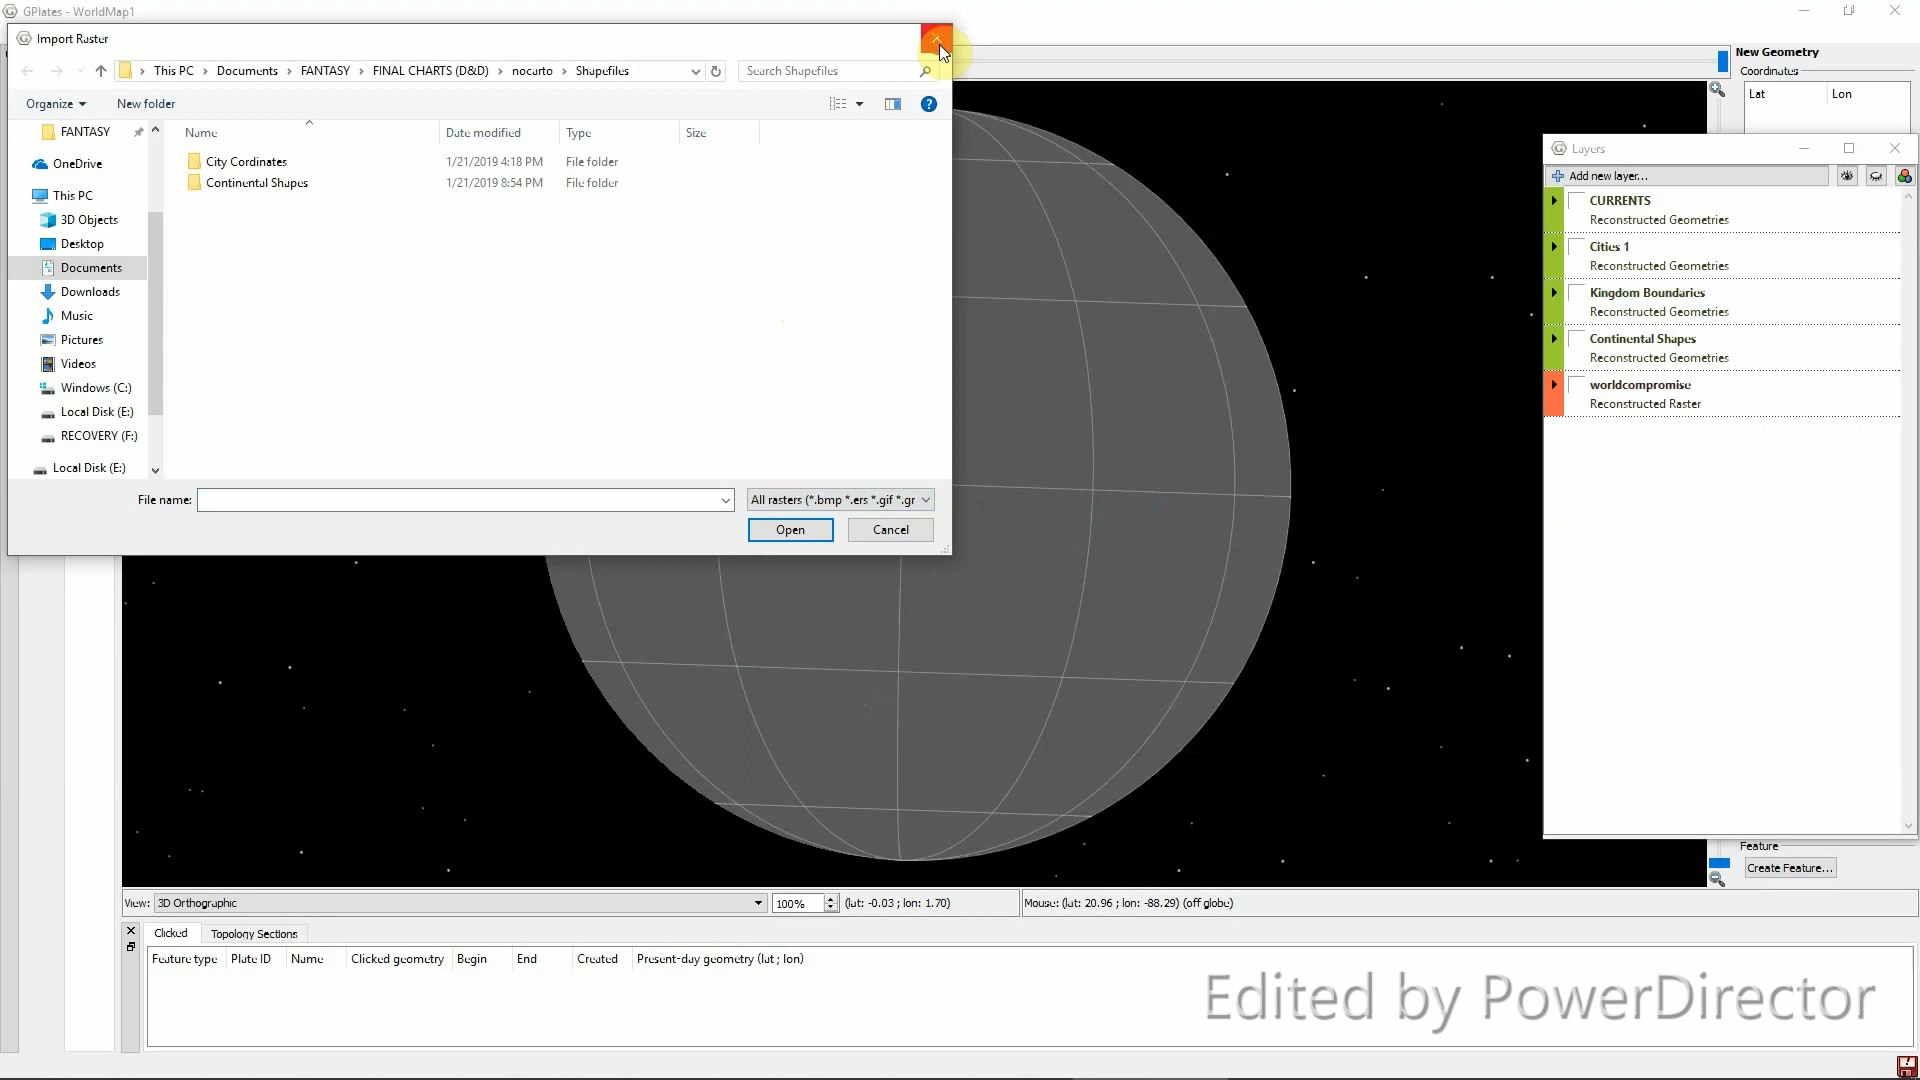 GPlates - WorldMap1
Import Raster
This PC > Documents > FANTASY > FINAL CHARTS (D&D) > nocarto > Shapefiles
Search Shapefiles
Organize
New folder
?
FANTASY
OneDrive
This PC
3D Objects
Desktop
Documents
Downloads
Music
Pictures
Videos
Windows (C:)
Local Disk (E:)
RECOVERY (F:)
Local Disk (E:)
Name Date modified Type Size
City Cordinates 1/21/2019 4:18 PM File folder
Continental Shapes 1/21/2019 8:54 PM File folder
File name:
All rasters (*.bmp *.ers *.gif *.gr
Open
Cancel
New Geometry
Coordinates
Lat Lon
Layers
Add new layer...
CURRENTS
Reconstructed Geometries
Cities 1
Reconstructed Geometries
Kingdom Boundaries
Reconstructed Geometries
Continental Shapes
Reconstructed Geometries
worldcompromise
Reconstructed Raster
Feature
Create Feature...
View: 3D Orthographic 100% (lat: -0.03 ; lon: 1.70) Mouse: (lat: 20.96 ; lon: -88.29) (off globe)
Clicked Topology Sections
Feature type Plate ID Name Clicked geometry Begin End Created Present-day geometry (lat ; lon)
Edited by PowerDirector